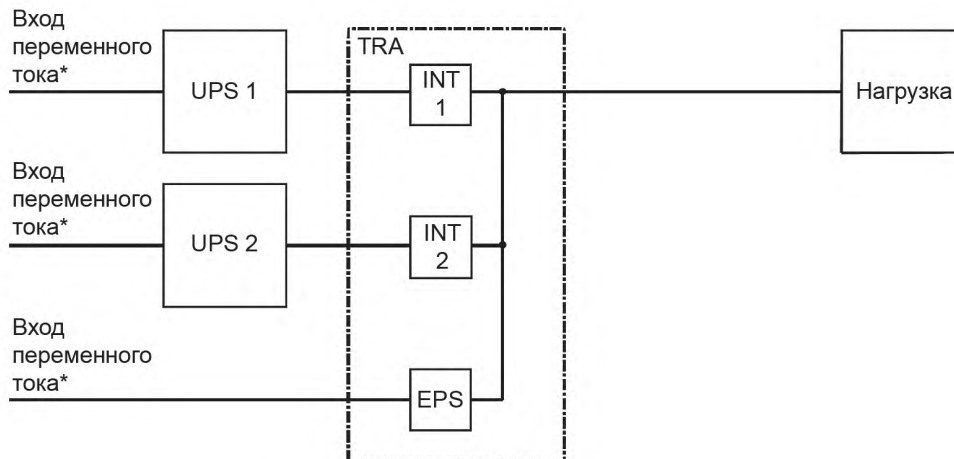 Вход
переменного
тока*
UPS 1
TRA
INT
1
Нагрузка
Вход
переменного
тока*
UPS 2
INT
2
Вход
переменного
тока*
EPS